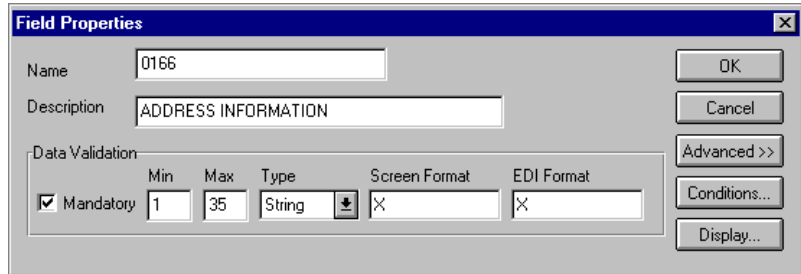 Field Properties
Name 0166 OK
Description ADDRESS INFORMATION Cancel
Data Validation Advanced >>
Min Max Type Screen Format EDI Format
Mandatory 1 35 String X X Conditions...
Display...